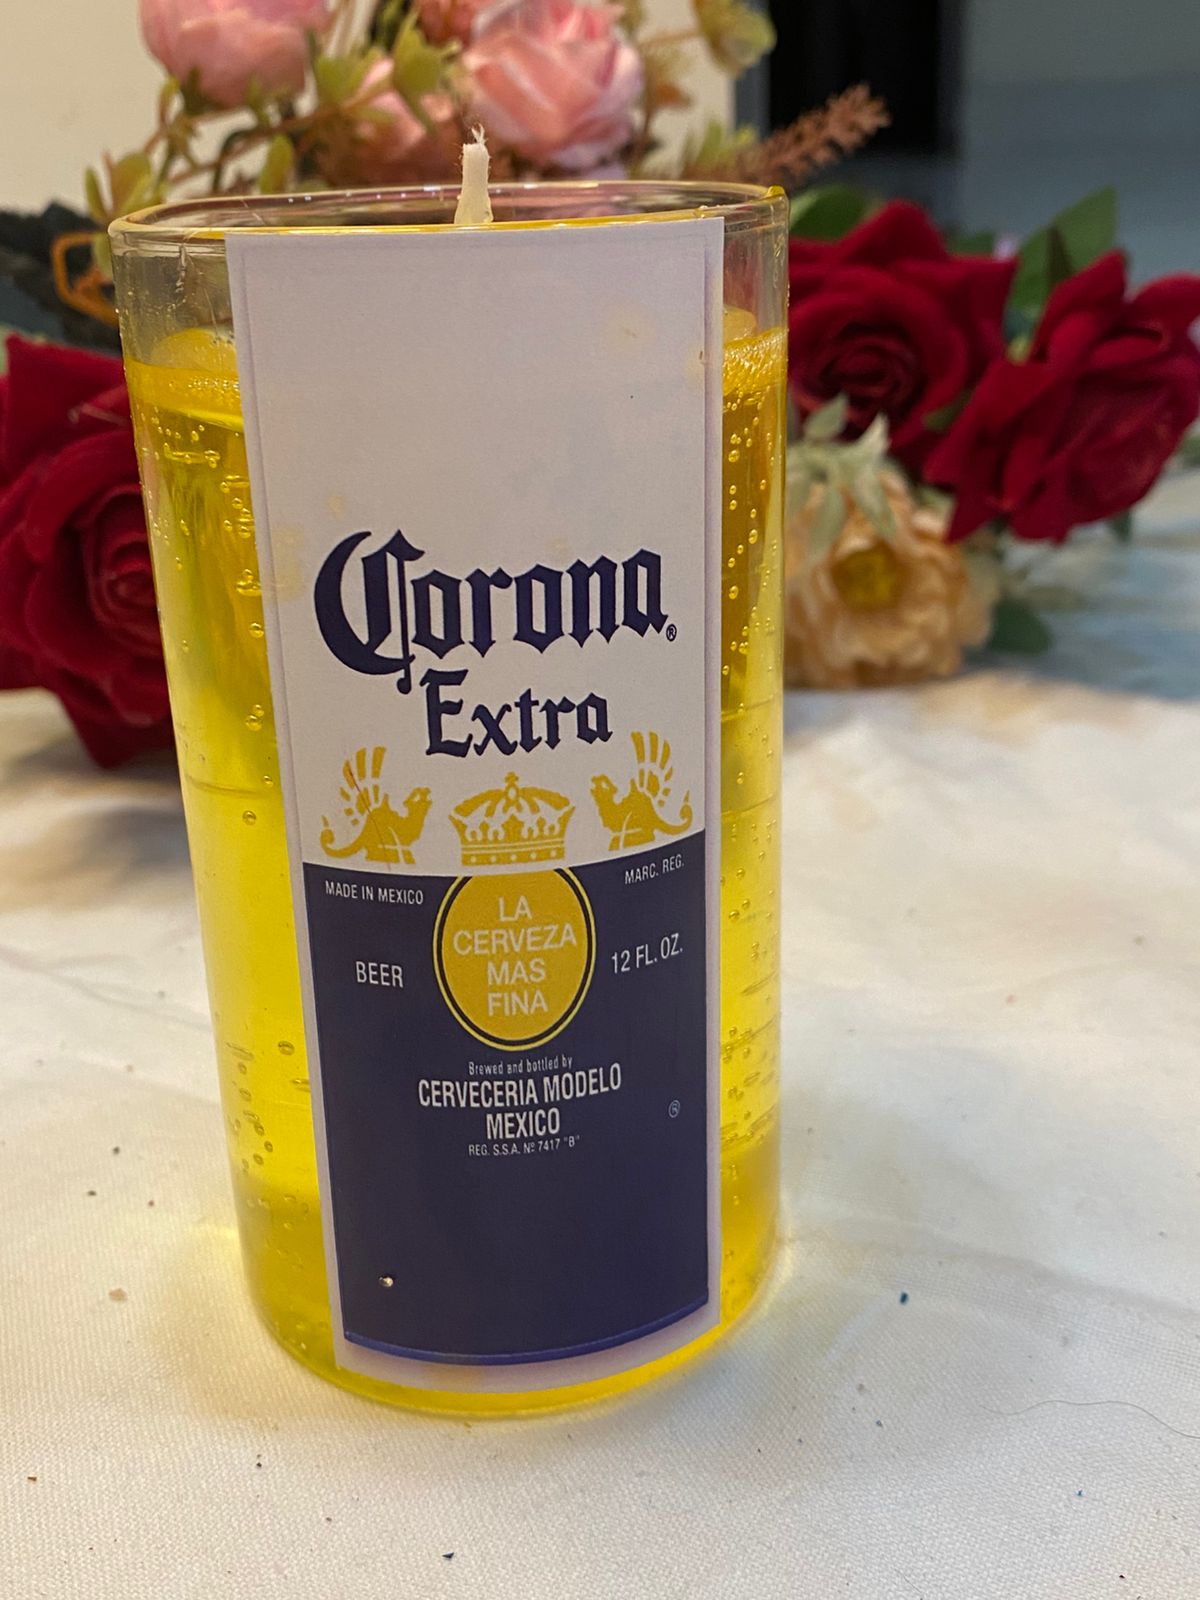 Corona®
Extra
MADE IN MEXICO
MARC. REG.
LA
CERVEZA
MAS
FINA
BEER
12 FL. OZ.
Brewed and bottled by
CERVECERIA MODELO
MEXICO
®
REG. S.S.A. Nº 7417 "B"